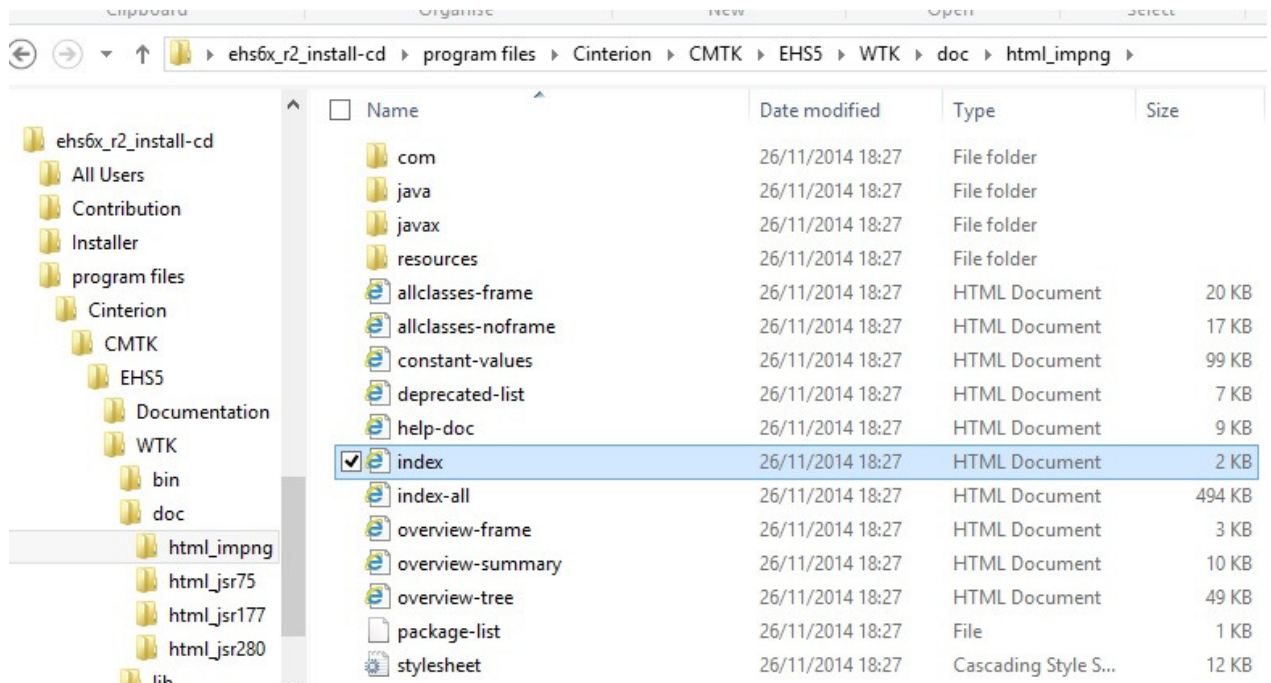 Clipboard Organise New Open Select
ehs6x_r2_install-cd program files Cinterion CMTK EHS5 WTK doc html_impng
Name Date modified Type Size
ehs6x_r2_install-cd
All Users
Contribution
Installer
program files
Cinterion
CMTK
EHS5
Documentation
WTK
bin
doc
html_impng
html_jsr75
html_jsr177
html_jsr280
lib
com 26/11/2014 18:27 File folder
java 26/11/2014 18:27 File folder
javax 26/11/2014 18:27 File folder
resources 26/11/2014 18:27 File folder
allclasses-frame 26/11/2014 18:27 HTML Document 20 KB
allclasses-noframe 26/11/2014 18:27 HTML Document 17 KB
constant-values 26/11/2014 18:27 HTML Document 99 KB
deprecated-list 26/11/2014 18:27 HTML Document 7 KB
help-doc 26/11/2014 18:27 HTML Document 9 KB
index 26/11/2014 18:27 HTML Document 2 KB
index-all 26/11/2014 18:27 HTML Document 494 KB
overview-frame 26/11/2014 18:27 HTML Document 3 KB
overview-summary 26/11/2014 18:27 HTML Document 10 KB
overview-tree 26/11/2014 18:27 HTML Document 49 KB
package-list 26/11/2014 18:27 File 1 KB
stylesheet 26/11/2014 18:27 Cascading Style S... 12 KB